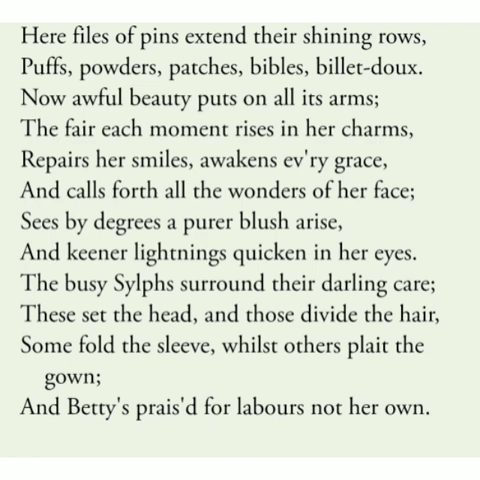 Here files of pins extend their shining rows,
Puffs, powders, patches, bibles, billet-doux.
Now awful beauty puts on all its arms;
The fair each moment rises in her charms,
Repairs her smiles, awakens ev'ry grace,
And calls forth all the wonders of her face;
Sees by degrees a purer blush arise,
And keener lightnings quicken in her eyes.
The busy Sylphs surround their darling care;
These set the head, and those divide the hair,
Some fold the sleeve, whilst others plait the
gown;
And Betty's prais'd for labours not her own.